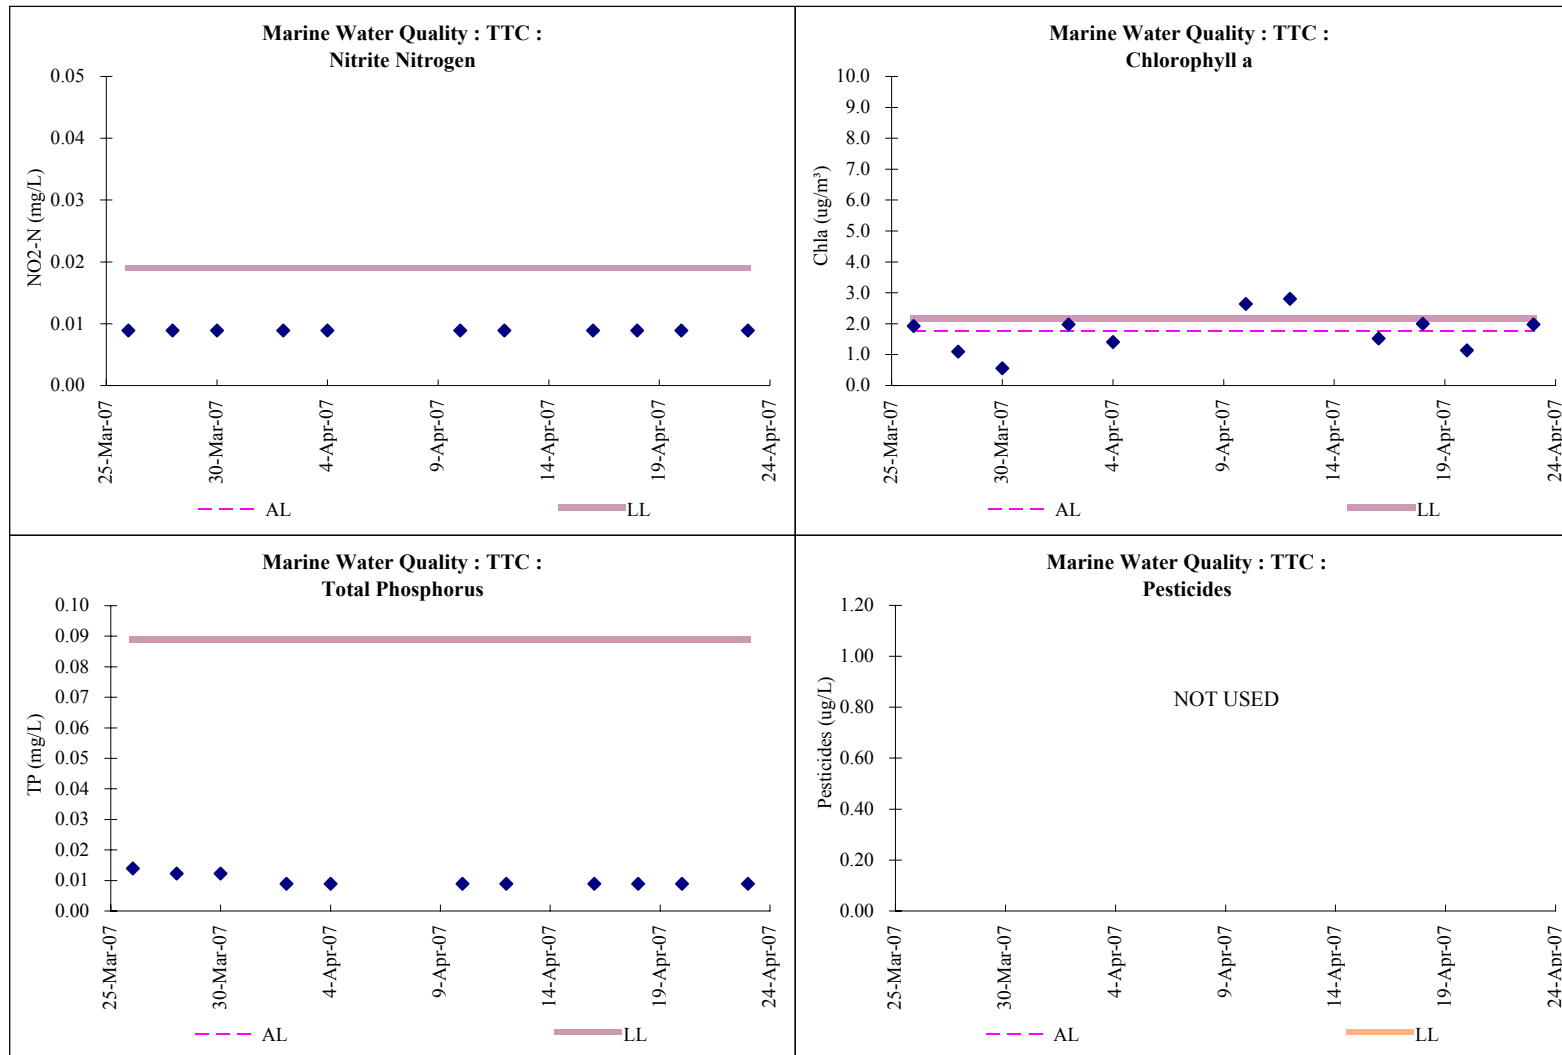 Marine Water Quality : TTC :
Nitrite Nitrogen
0.05
0.04
0.03
0.02
0.01
0.00
NO2-N (mg/L)
25-Mar-07
30-Mar-07
4-Apr-07
9-Apr-07
14-Apr-07
19-Apr-07
24-Apr-07
AL
LL
Marine Water Quality : TTC :
Chlorophyll a
10.0
9.0
8.0
7.0
6.0
5.0
4.0
3.0
2.0
1.0
0.0
Chla (ug/m³)
25-Mar-07
30-Mar-07
4-Apr-07
9-Apr-07
14-Apr-07
19-Apr-07
24-Apr-07
AL
LL
Marine Water Quality : TTC :
Total Phosphorus
0.10
0.09
0.08
0.07
0.06
0.05
0.04
0.03
0.02
0.01
0.00
TP (mg/L)
25-Mar-07
30-Mar-07
4-Apr-07
9-Apr-07
14-Apr-07
19-Apr-07
24-Apr-07
AL
LL
Marine Water Quality : TTC :
Pesticides
1.20
1.00
0.80
0.60
0.40
0.20
0.00
Pesticides (ug/L)
NOT USED
25-Mar-07
30-Mar-07
4-Apr-07
9-Apr-07
14-Apr-07
19-Apr-07
24-Apr-07
AL
LL